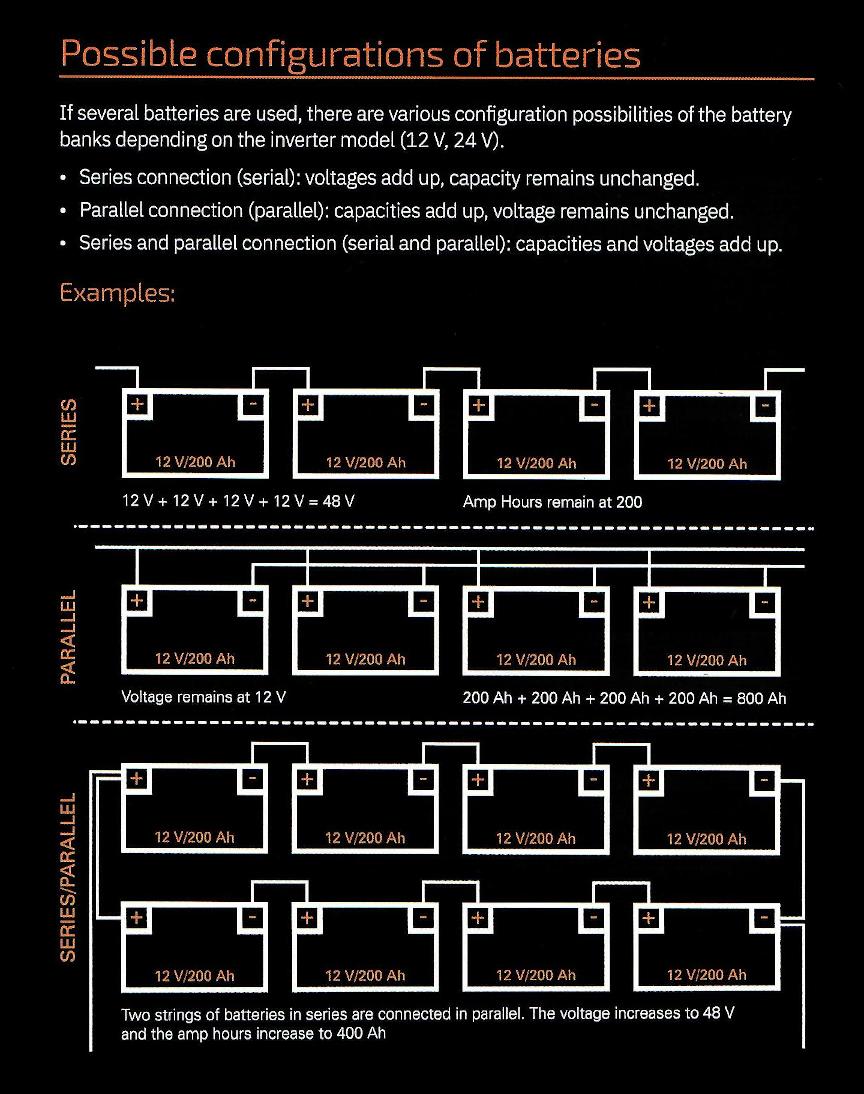 Possible configurations of batteries
If several batteries are used, there are various configuration possibilities of the battery
banks depending on the inverter model (12 V, 24 V).
• Series connection (serial): voltages add up, capacity remains unchanged.
• Parallel connection (parallel): capacities add up, voltage remains unchanged.
• Series and parallel connection (serial and parallel): capacities and voltages add up.
Examples:
SERIES
+ - + - + - + -
12 V/200 Ah 12 V/200 Ah 12 V/200 Ah 12 V/200 Ah
12 V + 12 V + 12 V + 12 V = 48 V Amp Hours remain at 200
PARALLEL
+ - + - + - + -
12 V/200 Ah 12 V/200 Ah 12 V/200 Ah 12 V/200 Ah
Voltage remains at 12 V 200 Ah + 200 Ah + 200 Ah + 200 Ah = 800 Ah
SERIES/PARALLEL
+ - + - + - + -
12 V/200 Ah 12 V/200 Ah 12 V/200 Ah 12 V/200 Ah
+ - + - + - + -
12 V/200 Ah 12 V/200 Ah 12 V/200 Ah 12 V/200 Ah
Two strings of batteries in series are connected in parallel. The voltage increases to 48 V
and the amp hours increase to 400 Ah